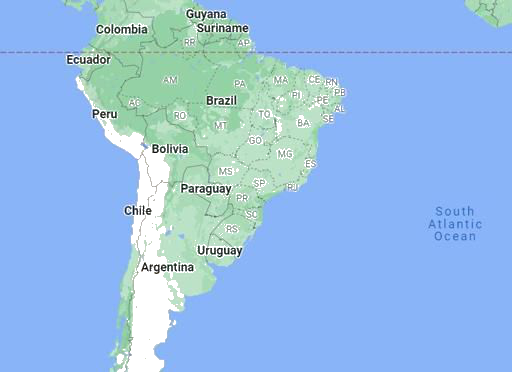 Guyana
Colombia
Suriname
RR
AP
Ecuador
AM
PA
MA
CE
RN
PI
PB
PE
AL
AC
Brazil
TO
SE
Peru
RO
MT
BA
GO
Bolivia
MG
ES
MS
SP
RJ
Paraguay
PR
Chile
SC
South
Atlantic
Ocean
RS
Uruguay
Argentina